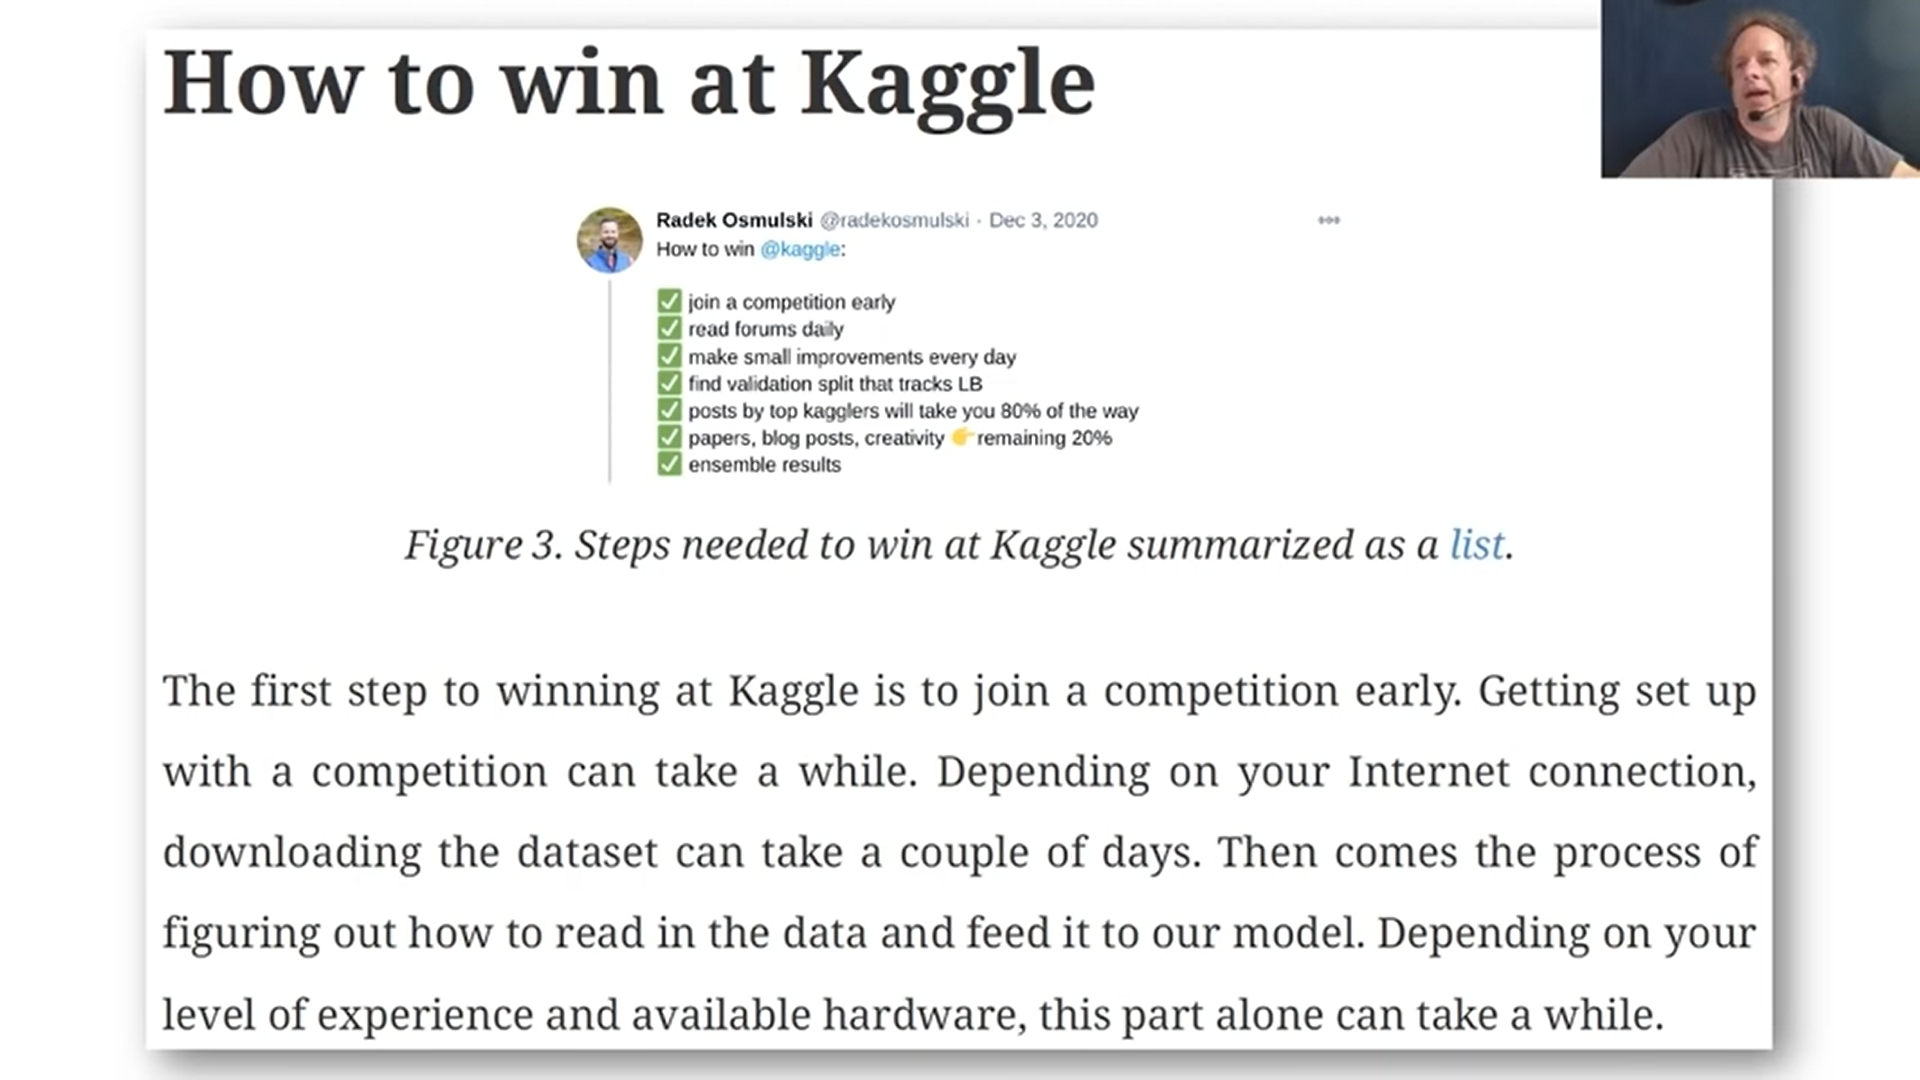 How to win at Kaggle
Radek Osmulski @radekosmulski · Dec 3, 2020
How to win @kaggle:
✅ join a competition early
✅ read forums daily
✅ make small improvements every day
✅ find validation split that tracks LB
✅ posts by top kagglers will take you 80% of the way
✅ papers, blog posts, creativity 👉remaining 20%
✅ ensemble results
Figure 3. Steps needed to win at Kaggle summarized as a list.
The first step to winning at Kaggle is to join a competition early. Getting set up
with a competition can take a while. Depending on your Internet connection,
downloading the dataset can take a couple of days. Then comes the process of
figuring out how to read in the data and feed it to our model. Depending on your
level of experience and available hardware, this part alone can take a while.